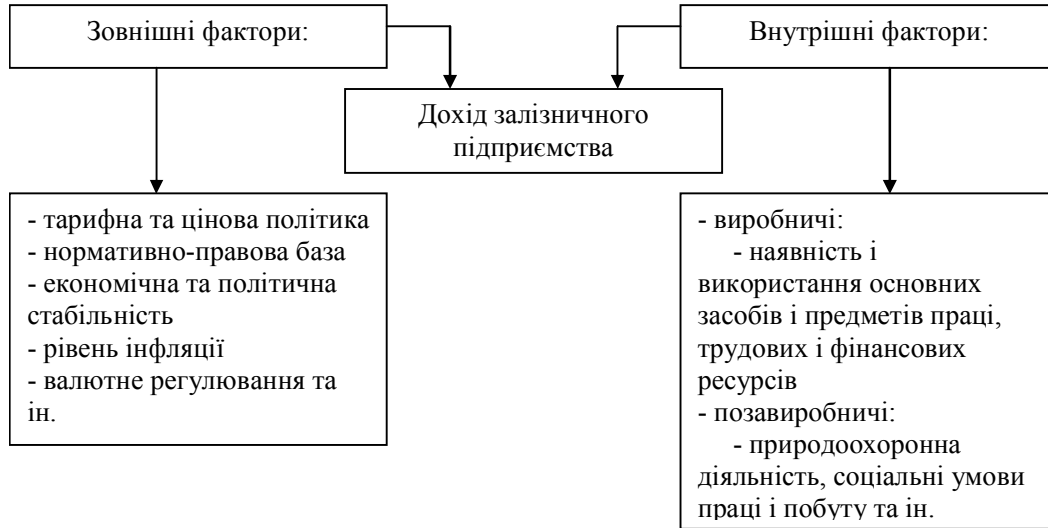 Зовнішні фактори:
Внутрішні фактори:
Дохід залізничного
підприємства
- тарифна та цінова політика
- нормативно-правова база
- економічна та політична
стабільність
- рівень інфляції
- валютне регулювання та
ін.
- виробничі:
- наявність і
використання основних
засобів і предметів праці,
трудових і фінансових
ресурсів
- позавиробничі:
- природоохоронна
діяльність, соціальні умови
праці і побуту та ін.